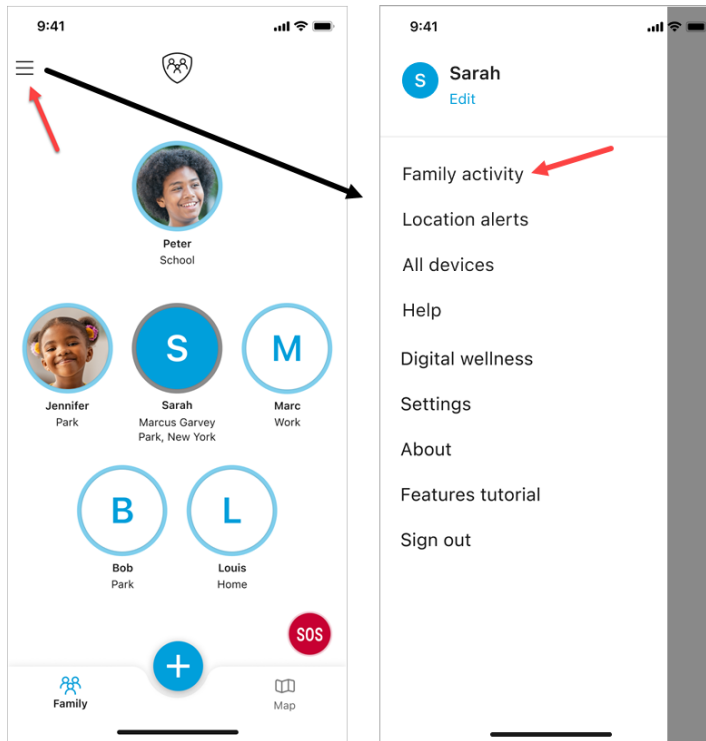 9:41
Peter
School
S
M
Jennifer
Park
Sarah
Marcus Garvey
Park, New York
Marc
Work
B
L
Bob
Park
Louis
Home
SOS
+
Family
Map
9:41
S
Sarah
Edit
Family activity
Location alerts
All devices
Help
Digital wellness
Settings
About
Features tutorial
Sign out